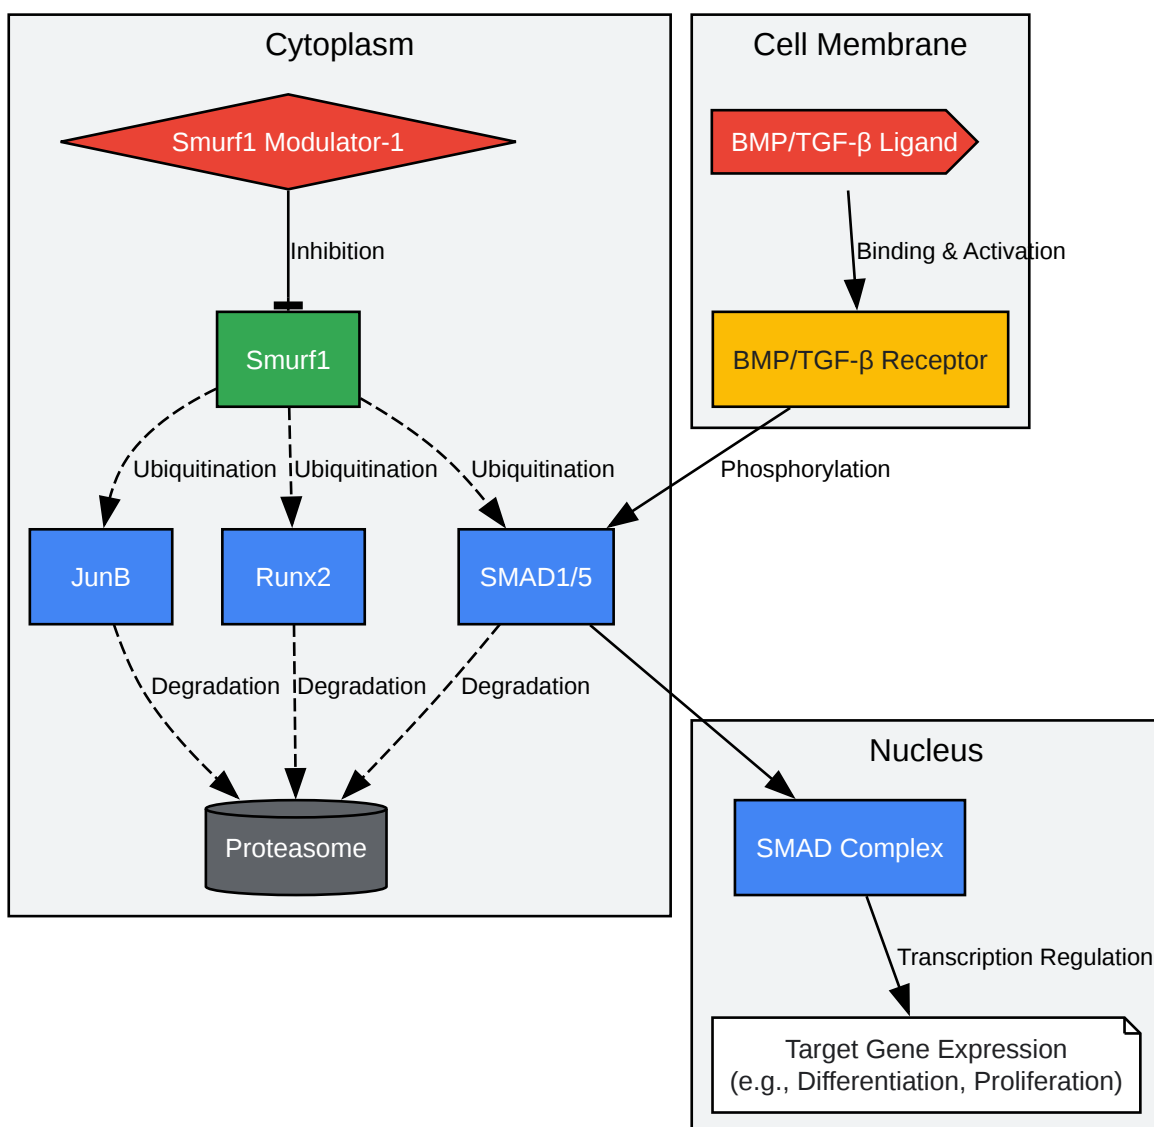 Cytoplasm
Cell Membrane
Smurf1 Modulator-1
BMP/TGF-β Ligand
Inhibition
Binding & Activation
Smurf1
BMP/TGF-β Receptor
Ubiquitination
Ubiquitination
Ubiquitination
Phosphorylation
JunB
Runx2
SMAD1/5
Degradation
Degradation
Degradation
Nucleus
Proteasome
SMAD Complex
Transcription Regulation
Target Gene Expression
(e.g., Differentiation, Proliferation)